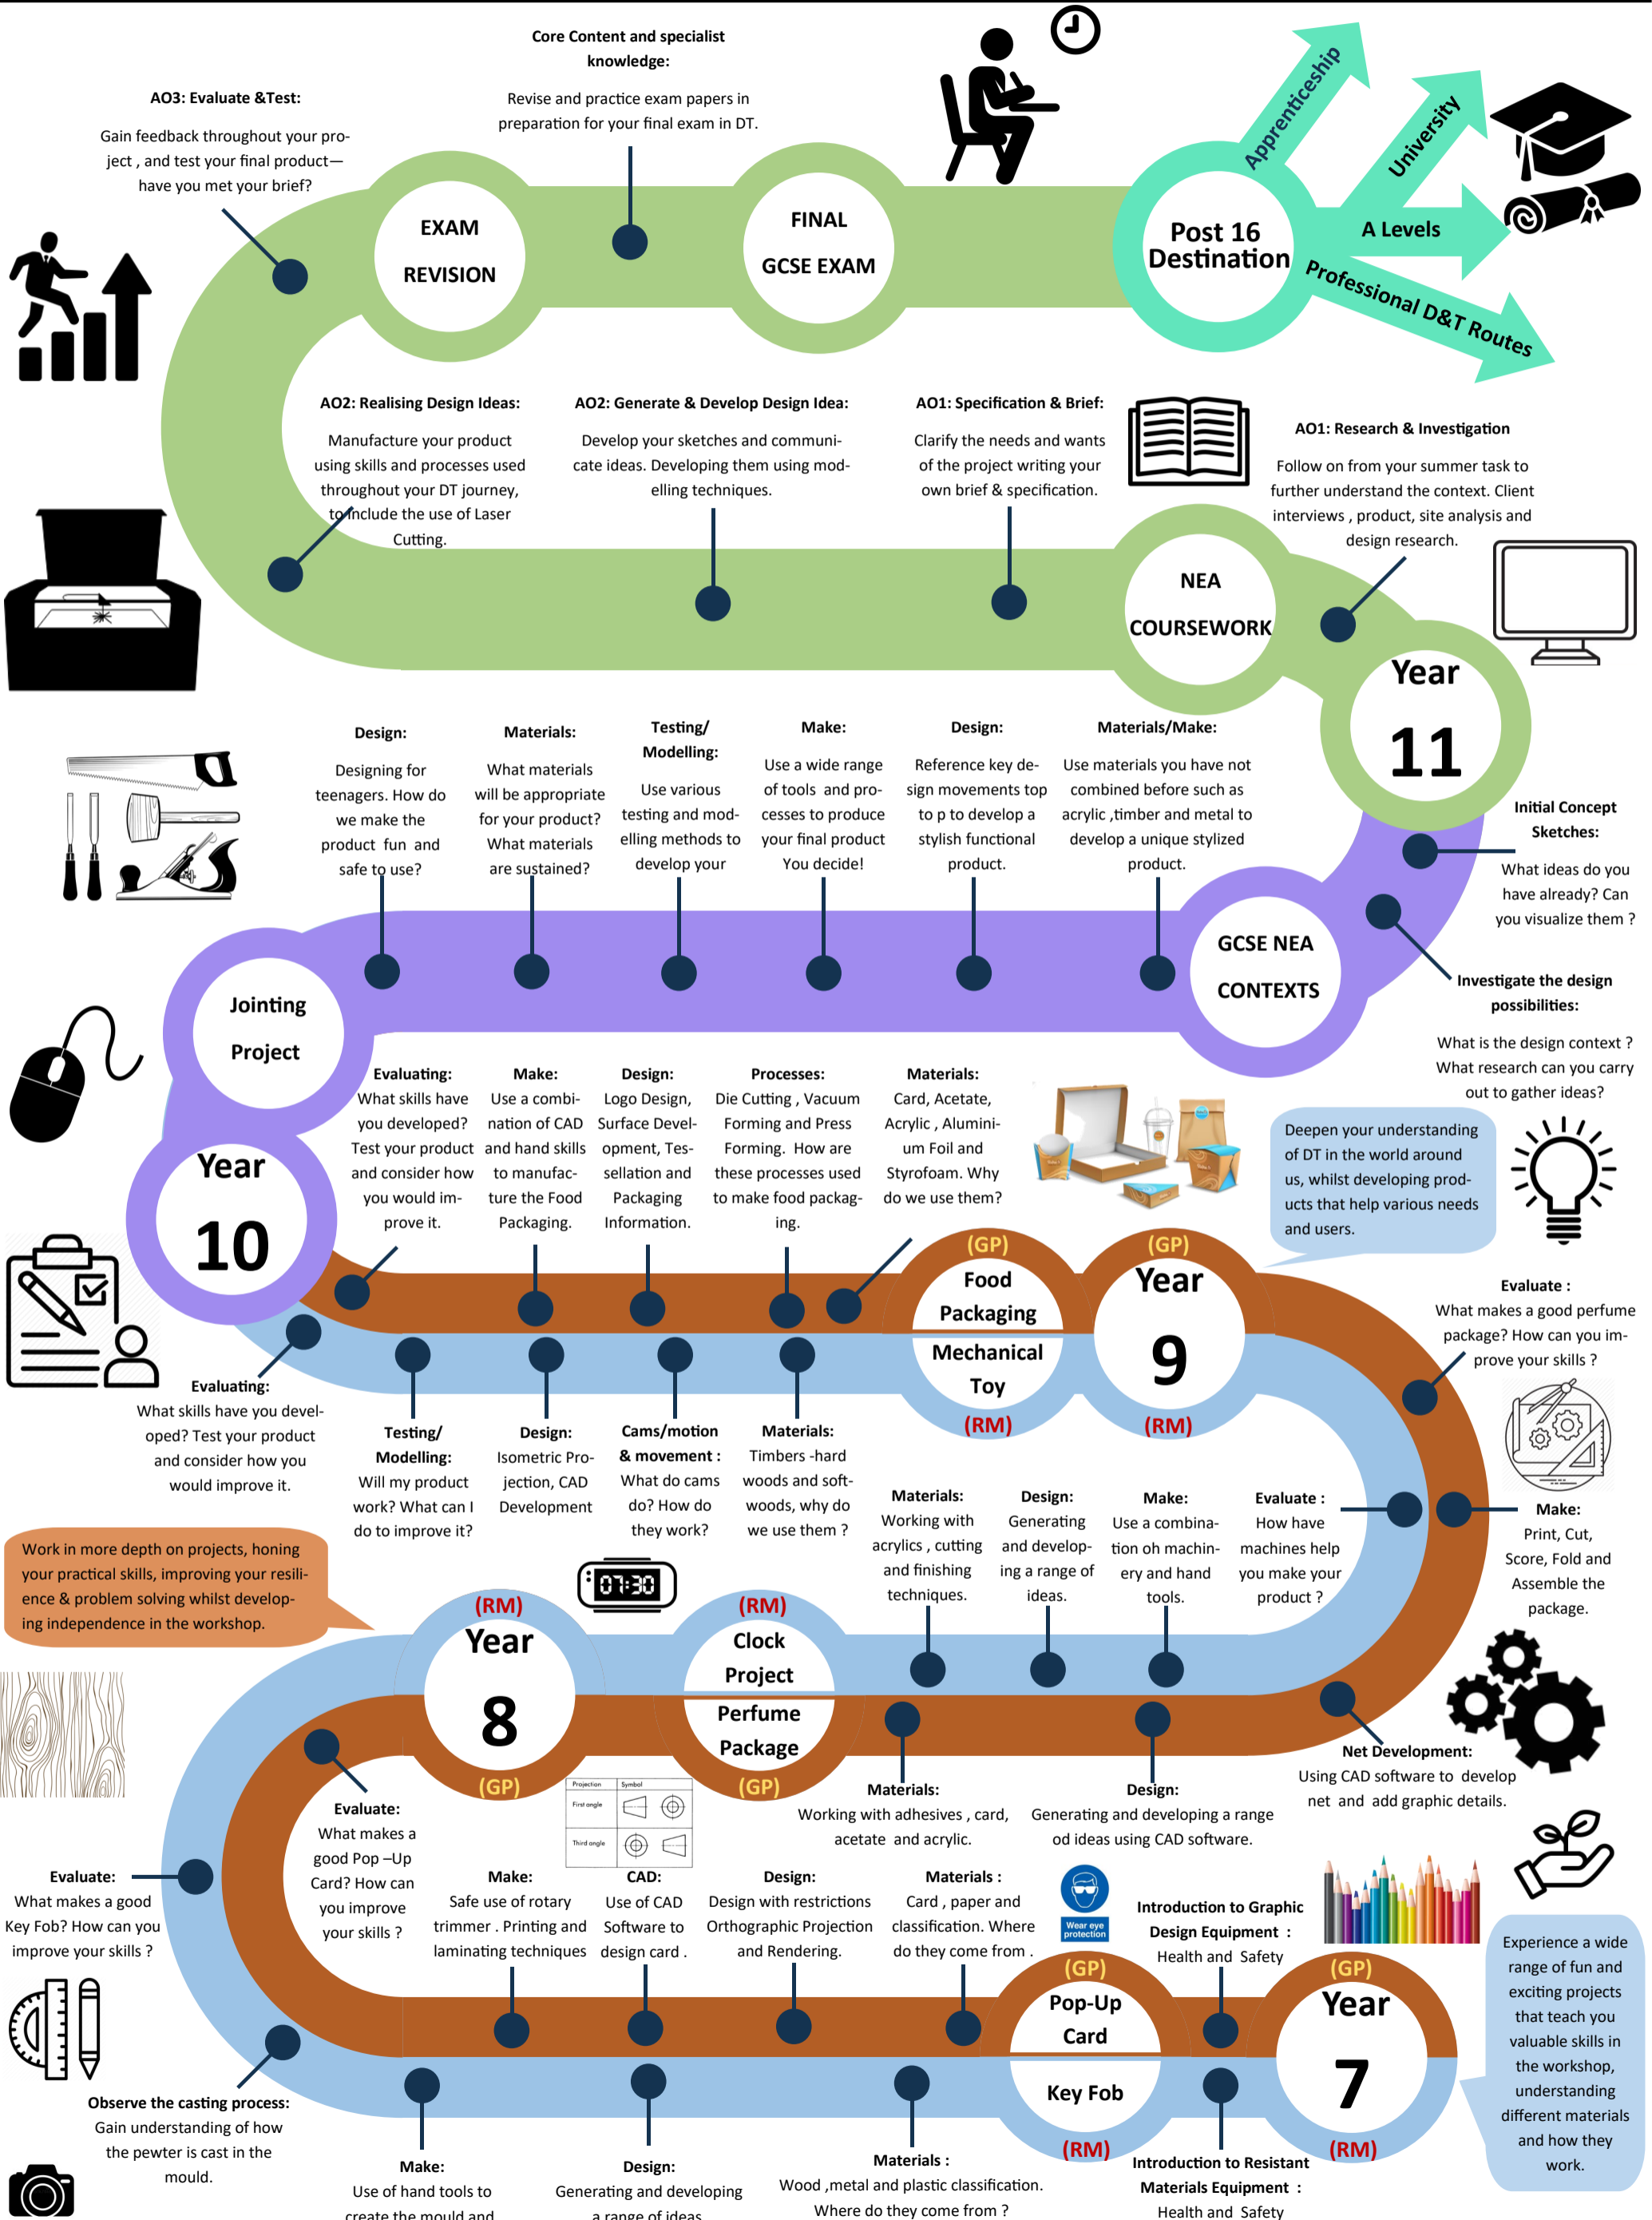 Core Content and specialist
knowledge:
Revise and practice exam papers in
preparation for your final exam in DT.
AO3: Evaluate &Test:
Gain feedback throughout your pro-
ject , and test your final product—
have you met your brief?
EXAM
REVISION
FINAL
GCSE EXAM
Post 16
Destination
Apprenticeship
University
A Levels
Professional D&T Routes
AO2: Realising Design Ideas:
Manufacture your product
using skills and processes used
throughout your DT journey,
to include the use of Laser
Cutting.
AO2: Generate & Develop Design Idea:
Develop your sketches and communi-
cate ideas. Developing them using mod-
elling techniques.
AO1: Specification & Brief:
Clarify the needs and wants
of the project writing your
own brief & specification.
AO1: Research & Investigation
Follow on from your summer task to
further understand the context. Client
interviews , product, site analysis and
design research.
NEA
COURSEWORK
Year
11
Design:
Designing for
teenagers. How do
we make the
product fun and
safe to use?
Materials:
What materials
will be appropriate
for your product?
What materials
are sustained?
Testing/
Modelling:
Use various
testing and mod-
elling methods to
develop your
Make:
Use a wide range
of tools and pro-
cesses to produce
your final product
You decide!
Design:
Reference key de-
sign movements top
to p to develop a
stylish functional
product.
Materials/Make:
Use materials you have not
combined before such as
acrylic ,timber and metal to
develop a unique stylized
product.
Initial Concept
Sketches:
What ideas do you
have already? Can
you visualize them ?
Jointing
Project
GCSE NEA
CONTEXTS
Investigate the design
possibilities:
What is the design context ?
What research can you carry
out to gather ideas?
Year
10
Evaluating:
What skills have
you developed?
Test your product
and consider how
you would im-
prove it.
Make:
Use a combi-
nation of CAD
and hand skills
to manufac-
ture the Food
Packaging.
Design:
Logo Design,
Surface Devel-
opment, Tes-
sellation and
Packaging
Information.
Processes:
Die Cutting , Vacuum
Forming and Press
Forming. How are
these processes used
to make food packag-
ing.
Materials:
Card, Acetate,
Acrylic , Alumini-
um Foil and
Styrofoam. Why
do we use them?
Deepen your understanding
of DT in the world around
us, whilst developing prod-
ucts that help various needs
and users.
(GP)
Food
Packaging
Mechanical
Toy
(RM)
(GP)
Year
9
(RM)
Evaluate :
What makes a good perfume
package? How can you im-
prove your skills ?
Evaluating:
What skills have you devel-
oped? Test your product
and consider how you
would improve it.
Testing/
Modelling:
Will my product
work? What can I
do to improve it?
Design:
Isometric Pro-
jection, CAD
Development
Cams/motion
& movement :
What do cams
do? How do
they work?
Materials:
Timbers -hard
woods and soft-
woods, why do
we use them ?
Materials:
Working with
acrylics , cutting
and finishing
techniques.
Design:
Generating
and develop-
ing a range of
ideas.
Make:
Use a combina-
tion oh machin-
ery and hand
tools.
Evaluate :
How have
machines help
you make your
product ?
Make:
Print, Cut,
Score, Fold and
Assemble the
package.
Work in more depth on projects, honing
your practical skills, improving your resili-
ence & problem solving whilst develop-
ing independence in the workshop.
07:30
(RM)
Year
8
(GP)
(RM)
Clock
Project
Perfume
Package
(GP)
Net Development:
Using CAD software to develop
net and add graphic details.
Materials:
Working with adhesives , card,
acetate and acrylic.
Design:
Generating and developing a range
od ideas using CAD software.
Projection Symbol
First angle
Third angle
Evaluate:
What makes a
good Pop –Up
Card? How can
you improve
your skills ?
Evaluate:
What makes a good
Key Fob? How can you
improve your skills ?
Make:
Safe use of rotary
trimmer . Printing and
laminating techniques
CAD:
Use of CAD
Software to
design card .
Design:
Design with restrictions
Orthographic Projection
and Rendering.
Materials :
Card , paper and
classification. Where
do they come from .
Wear eye
protection
Introduction to Graphic
Design Equipment :
Health and Safety
(GP)
Pop-Up
Card
Key Fob
(RM)
(GP)
Year
7
(RM)
Experience a wide
range of fun and
exciting projects
that teach you
valuable skills in
the workshop,
understanding
different materials
and how they
work.
Observe the casting process:
Gain understanding of how
the pewter is cast in the
mould.
Make:
Use of hand tools to
create the mould and
Design:
Generating and developing
a range of ideas
Materials :
Wood ,metal and plastic classification.
Where do they come from ?
Introduction to Resistant
Materials Equipment :
Health and Safety